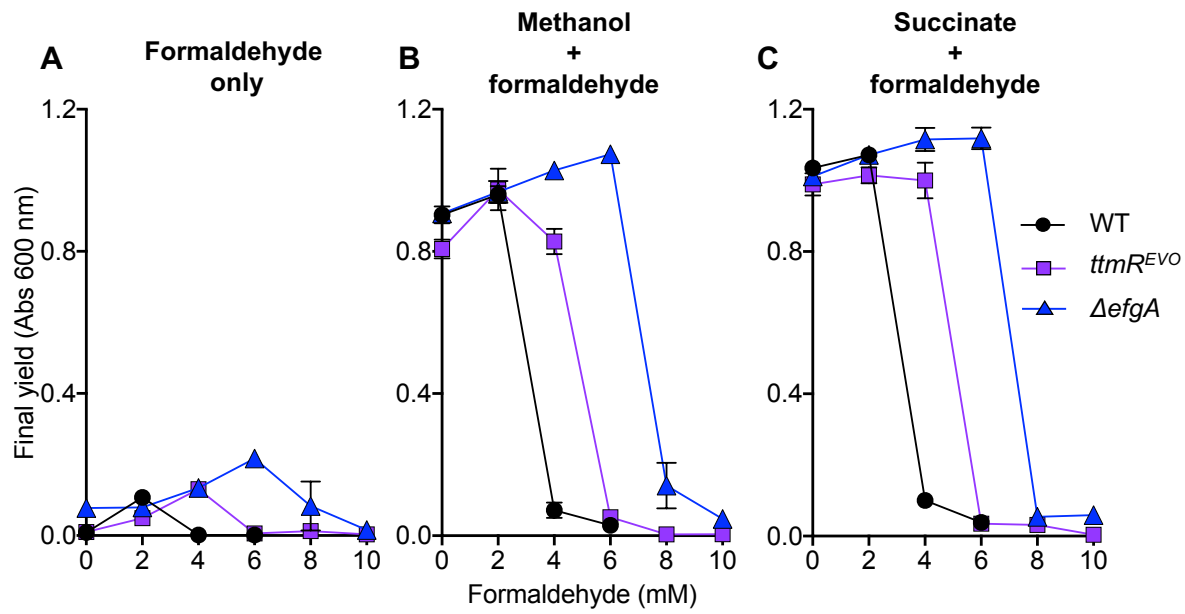 A
Formaldehyde
only
B
Methanol
+
formaldehyde
C
Succinate
+
formaldehyde
Final yield (Abs 600 nm)
1.2
0.8
0.4
0.0
0 2 4 6 8 10
1.2
0.8
0.4
0.0
0 2 4 6 8 10
1.2
0.8
0.4
0.0
0 2 4 6 8 10
Formaldehyde (mM)
WT
ttmR^EVO
ΔefgA